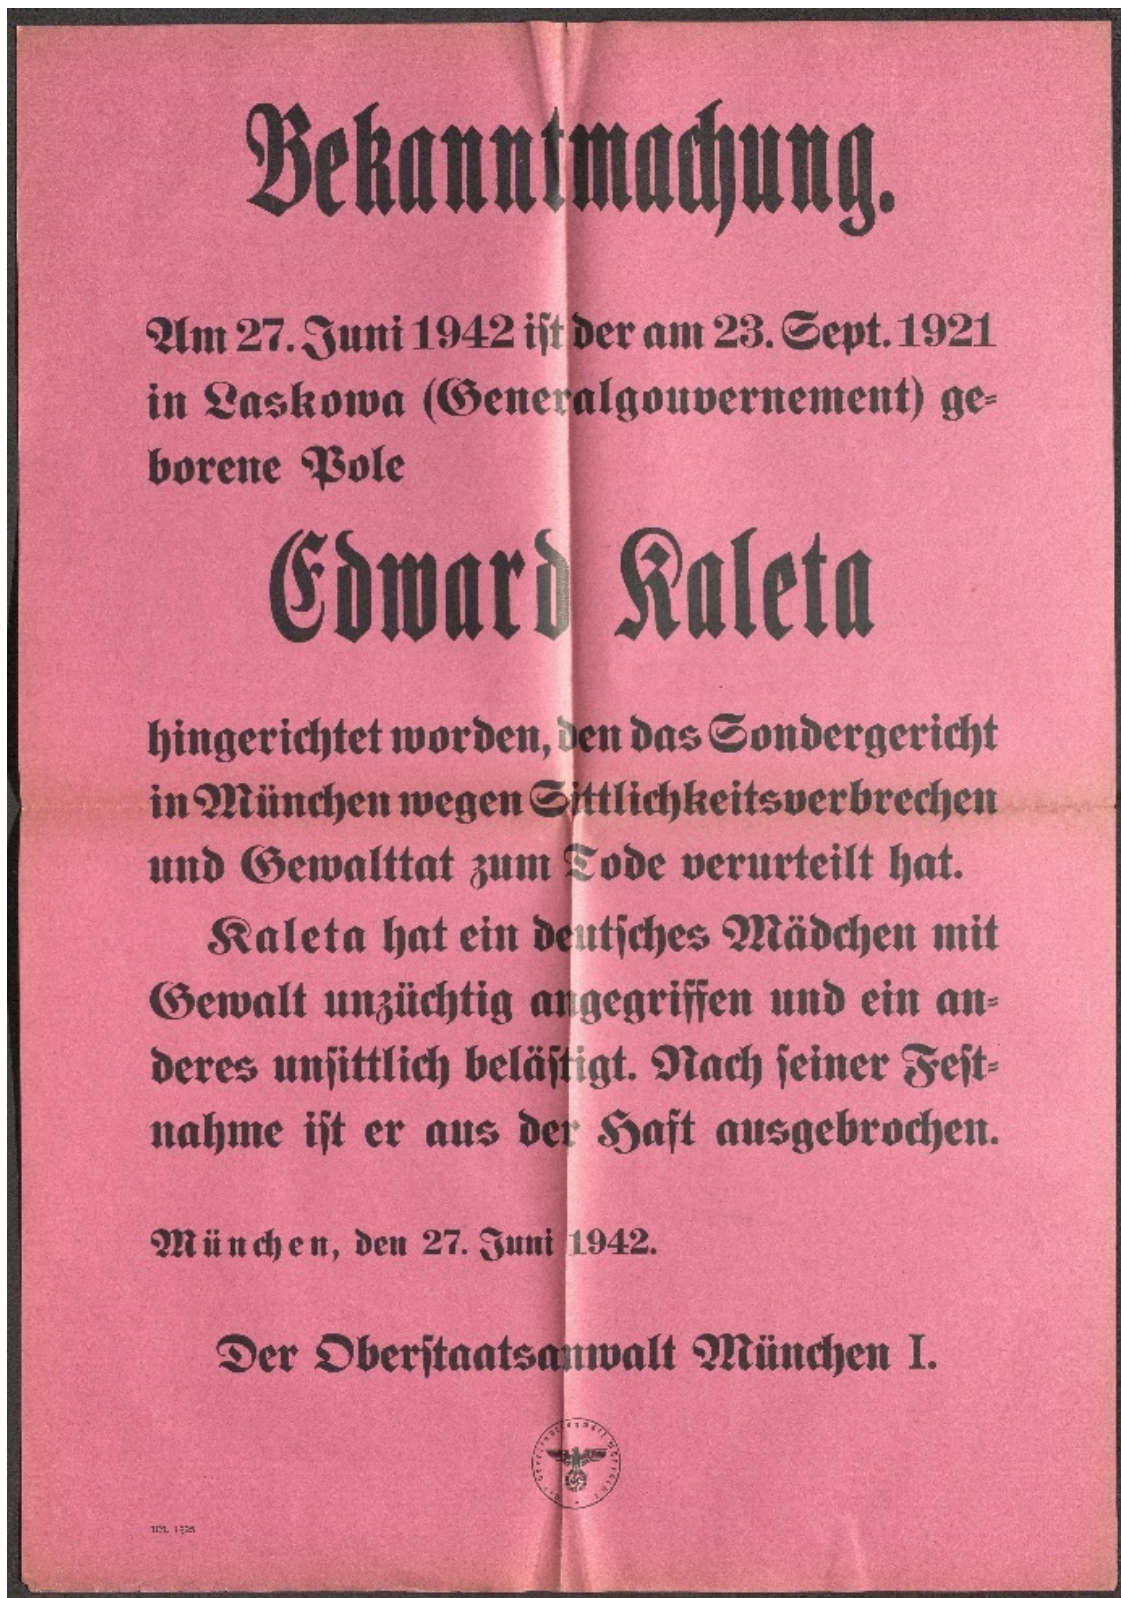 Bekanntmachung.
Am 27. Juni 1942 ist der am 23. Sept. 1921
in Laskowa (Generalgouvernement) ge-
borene Pole
Edward Kaleta
hingerichtet worden, den das Sondergericht
in München wegen Sittlichkeitsverbrechen
und Gewalttat zum Tode verurteilt hat.
Kaleta hat ein deutsches Mädchen mit
Gewalt unzüchtig angegriffen und ein an-
deres unsittlich belästigt. Nach seiner Fest-
nahme ist er aus der Haft ausgebrochen.
München, den 27. Juni 1942.
Der Oberstaatsanwalt München I.